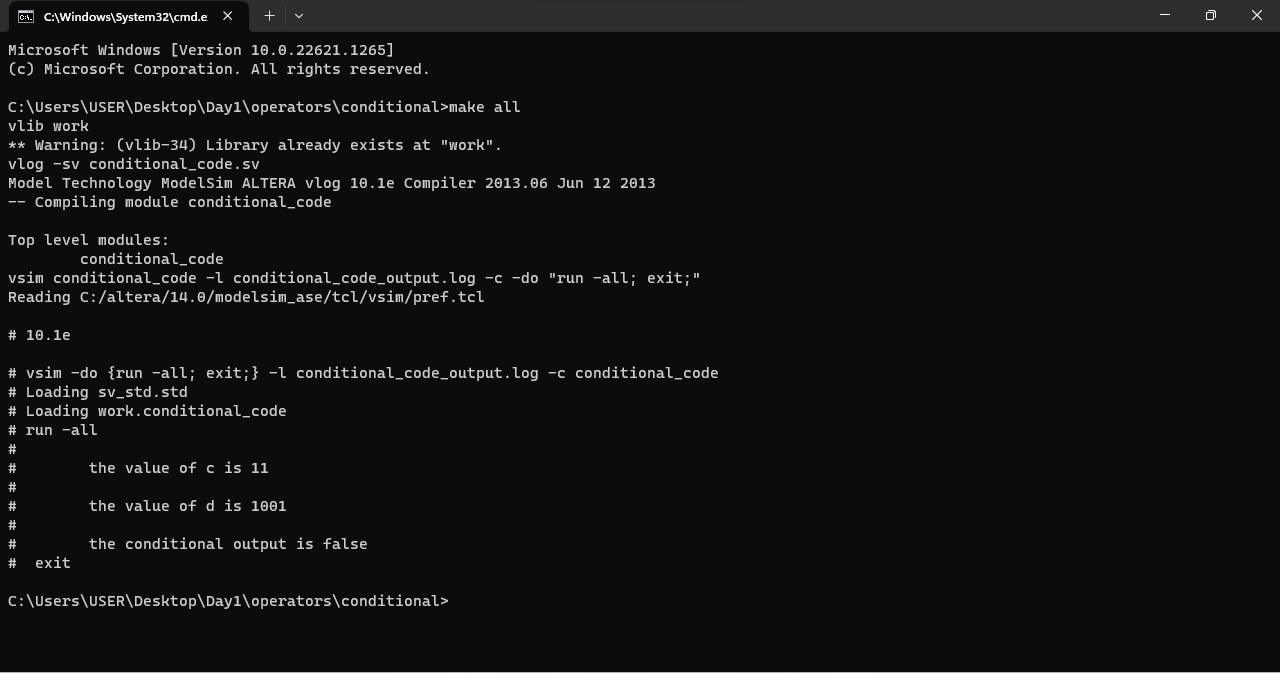 C:\Windows\System32\cmd.e
Microsoft Windows [Version 10.0.22621.1265]
(c) Microsoft Corporation. All rights reserved.
C:\Users\USER\Desktop\Day1\operators\conditional>make all
vlib work
** Warning: (vlib-34) Library already exists at "work".
vlog -sv conditional_code.sv
Model Technology ModelSim ALTERA vlog 10.1e Compiler 2013.06 Jun 12 2013
-- Compiling module conditional_code
Top level modules:
conditional_code
vsim conditional_code -l conditional_code_output.log -c -do "run -all; exit;"
Reading C:/altera/14.0/modelsim_ase/tcl/vsim/pref.tcl
# 10.1e
# vsim -do {run -all; exit;} -l conditional_code_output.log -c conditional_code
# Loading sv_std.std
# Loading work.conditional_code
# run -all
#
# the value of c is 11
#
# the value of d is 1001
#
# the conditional output is false
# exit
C:\Users\USER\Desktop\Day1\operators\conditional>